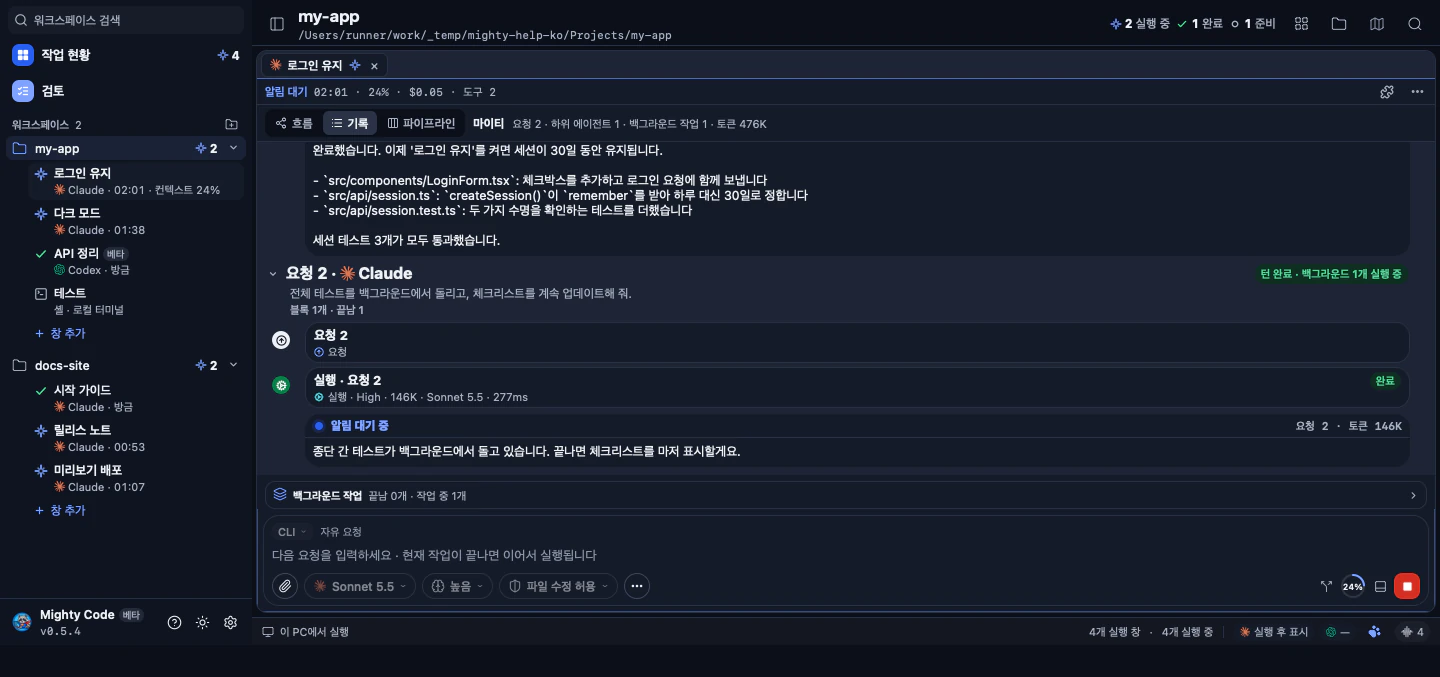 워크스페이스 검색
작업 현황 4
검토
워크스페이스 2
my-app 2
로그인 유지
Claude · 02:01 · 컨텍스트 24%
다크 모드
Claude · 01:38
API 정리 베타
Codex · 방금
테스트
셸 · 로컬 터미널
+ 창 추가
docs-site 2
시작 가이드
Claude · 방금
릴리스 노트
Claude · 00:53
미리보기 배포
Claude · 01:07
+ 창 추가
Mighty Code 베타
v0.5.4
my-app
/Users/runner/work/_temp/mighty-help-ko/Projects/my-app
2 실행 중 1 완료 1 준비
로그인 유지
알림 대기 02:01 · 24% · $0.05 · 도구 2
흐름 기록 파이프라인 마이티 요청 2 · 하위 에이전트 1 · 백그라운드 작업 1 · 토큰 476K
완료했습니다. 이제 '로그인 유지'를 켜면 세션이 30일 동안 유지됩니다.
- `src/components/LoginForm.tsx`: 체크박스를 추가하고 로그인 요청에 함께 보냅니다
- `src/api/session.ts`: `createSession()`이 `remember`를 받아 하루 대신 30일로 정합니다
- `src/api/session.test.ts`: 두 가지 수명을 확인하는 테스트를 더했습니다
세션 테스트 3개가 모두 통과했습니다.
요청 2 · Claude
턴 완료 · 백그라운드 1개 실행 중
전체 테스트를 백그라운드에서 돌리고, 체크리스트를 계속 업데이트해 줘.
블록 1개 · 끝남 1
요청 2
요청
실행 · 요청 2
완료
실행 · High · 146K · Sonnet 5.5 · 277ms
알림 대기 중
요청 2 · 토큰 146K
종단 간 테스트가 백그라운드에서 돌고 있습니다. 끝나면 체크리스트를 마저 표시할게요.
백그라운드 작업 끝남 0개 · 작업 중 1개
CLI 자유 요청
다음 요청을 입력하세요 · 현재 작업이 끝나면 이어서 실행됩니다
Sonnet 5.5 높음 파일 수정 허용
24%
이 PC에서 실행
4개 실행 창 · 4개 실행 중 실행 후 표시 — 4